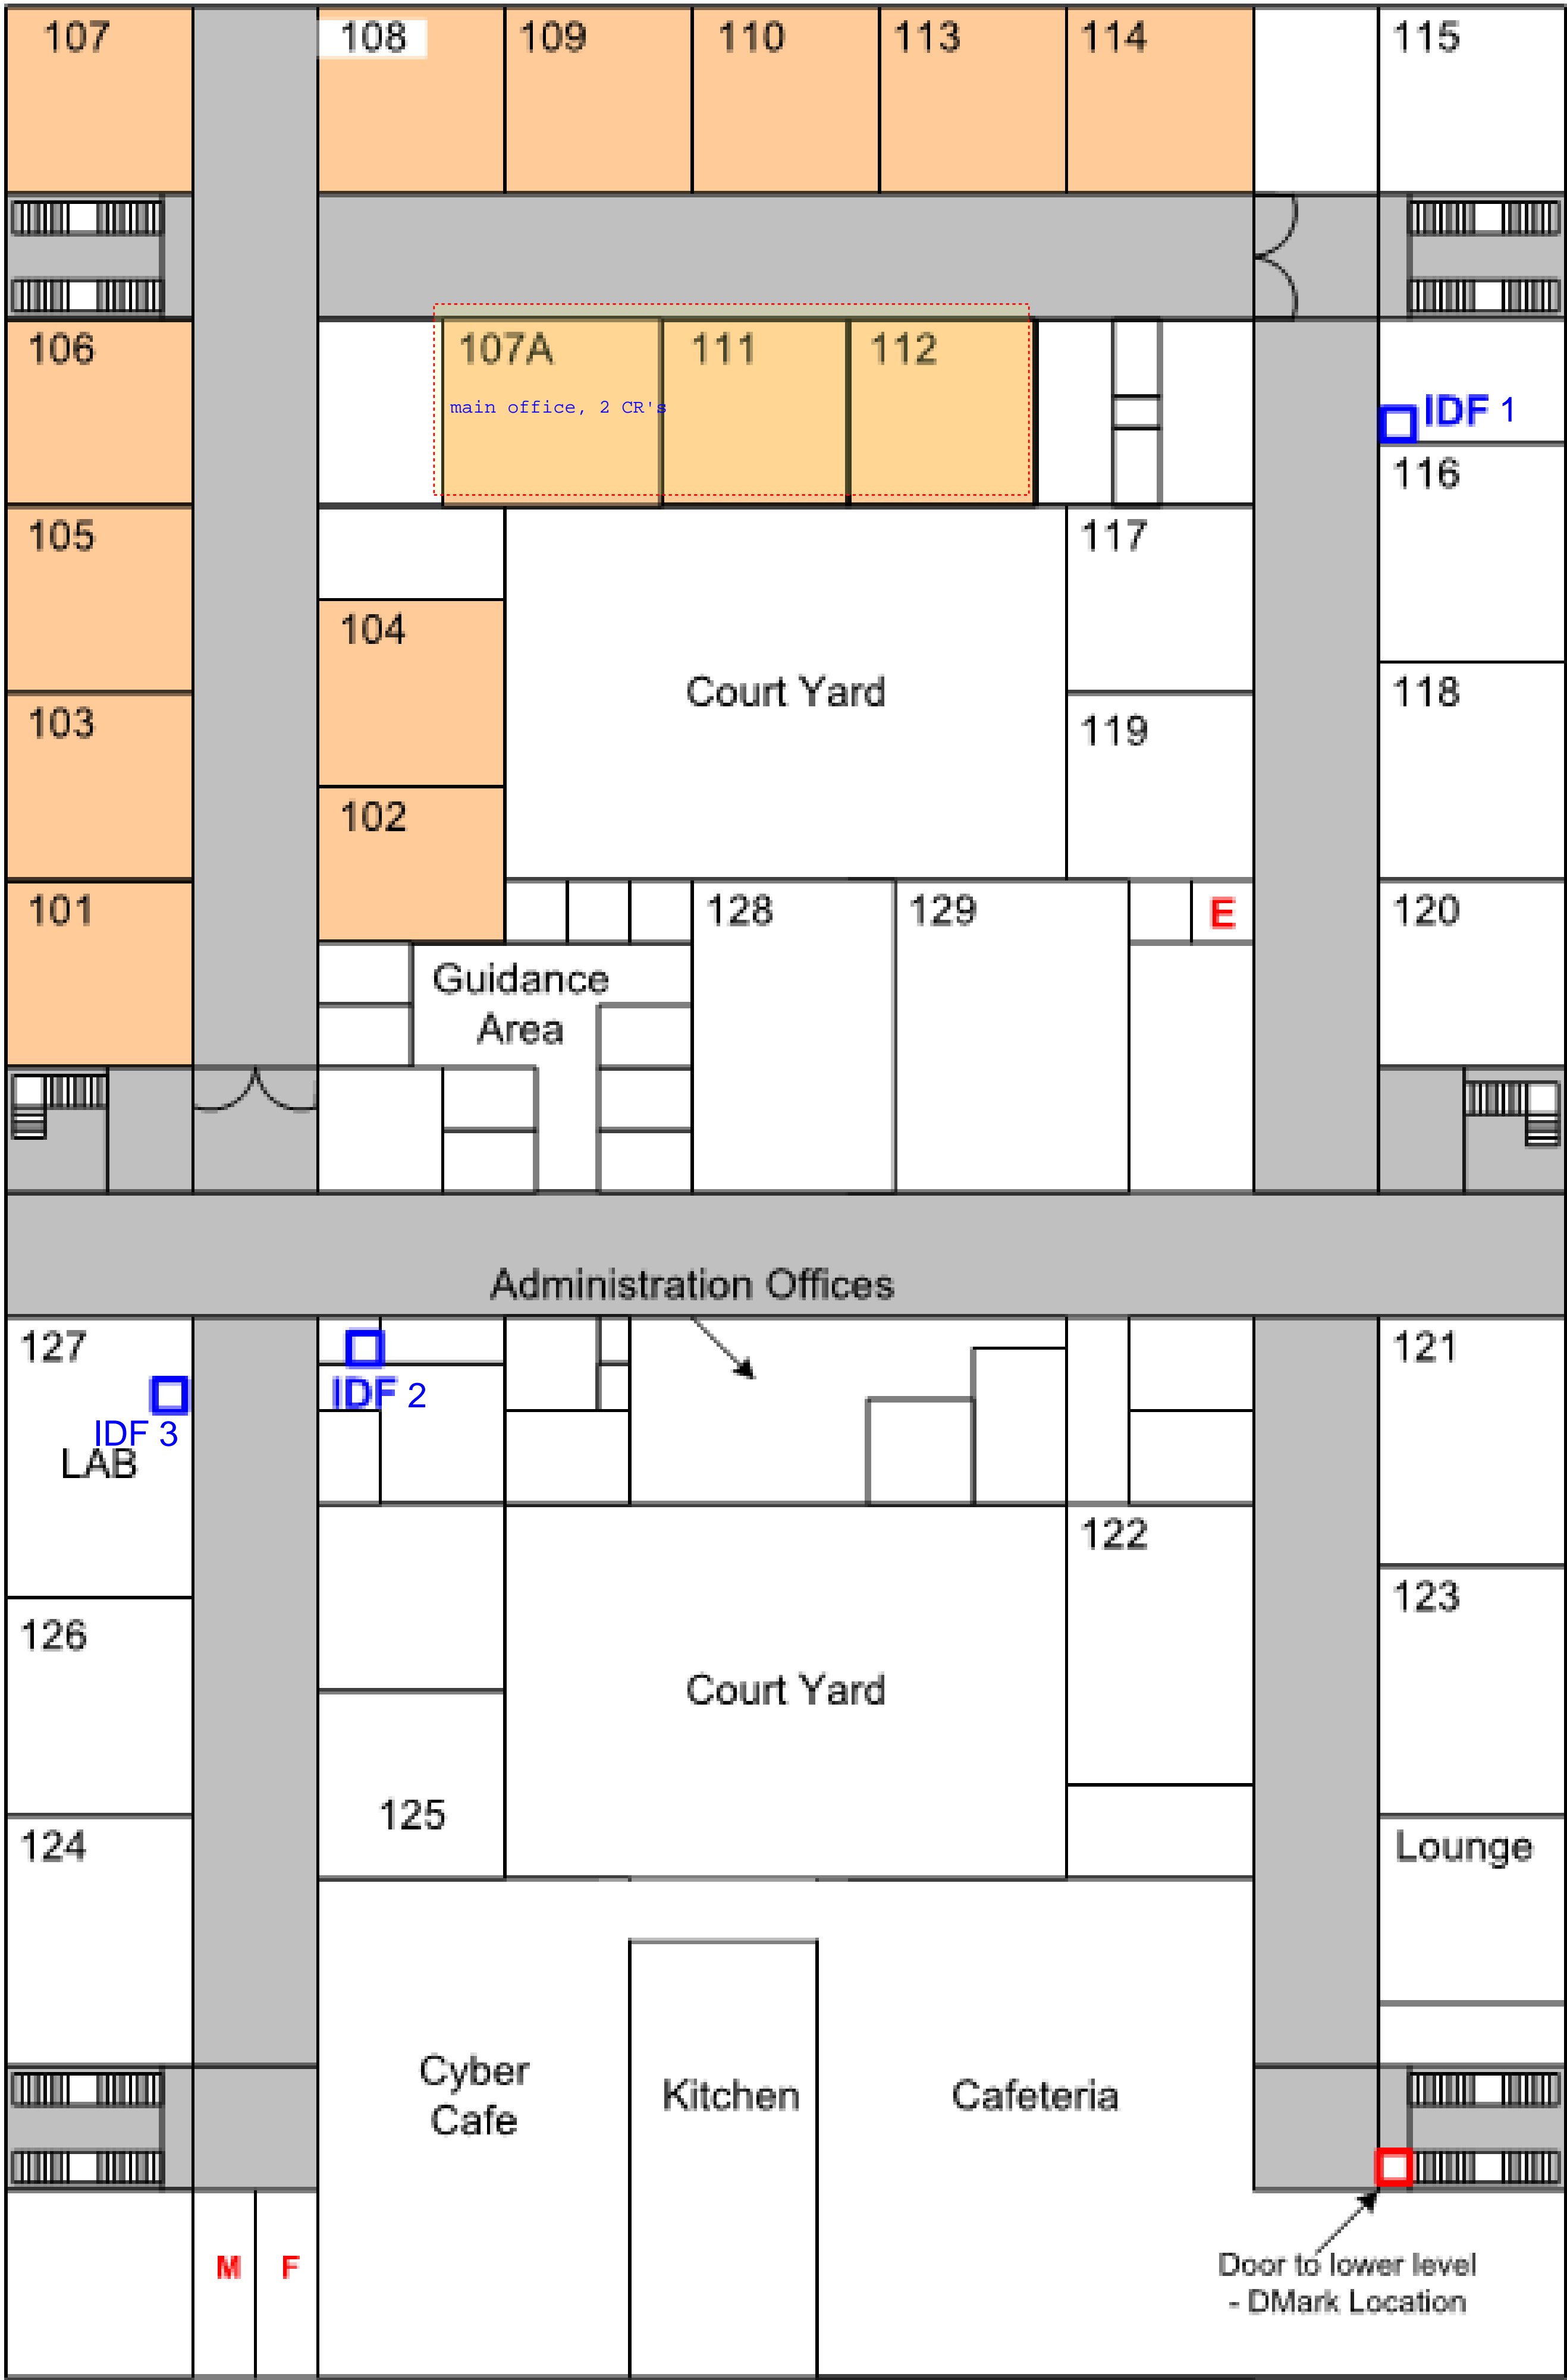 107
108
109
110
113
114
115
106
107A
111
112
main office, 2 CR's
IDF 1
116
105
117
104
Court Yard
103
118
119
102
101
128
129
E
120
Guidance
Area
Administration Offices
127
121
IDF 2
IDF 3
LAB
122
123
126
Court Yard
125
124
Lounge
Cyber
Cafe
Kitchen
Cafeteria
M
F
Door to lower level
- DMark Location